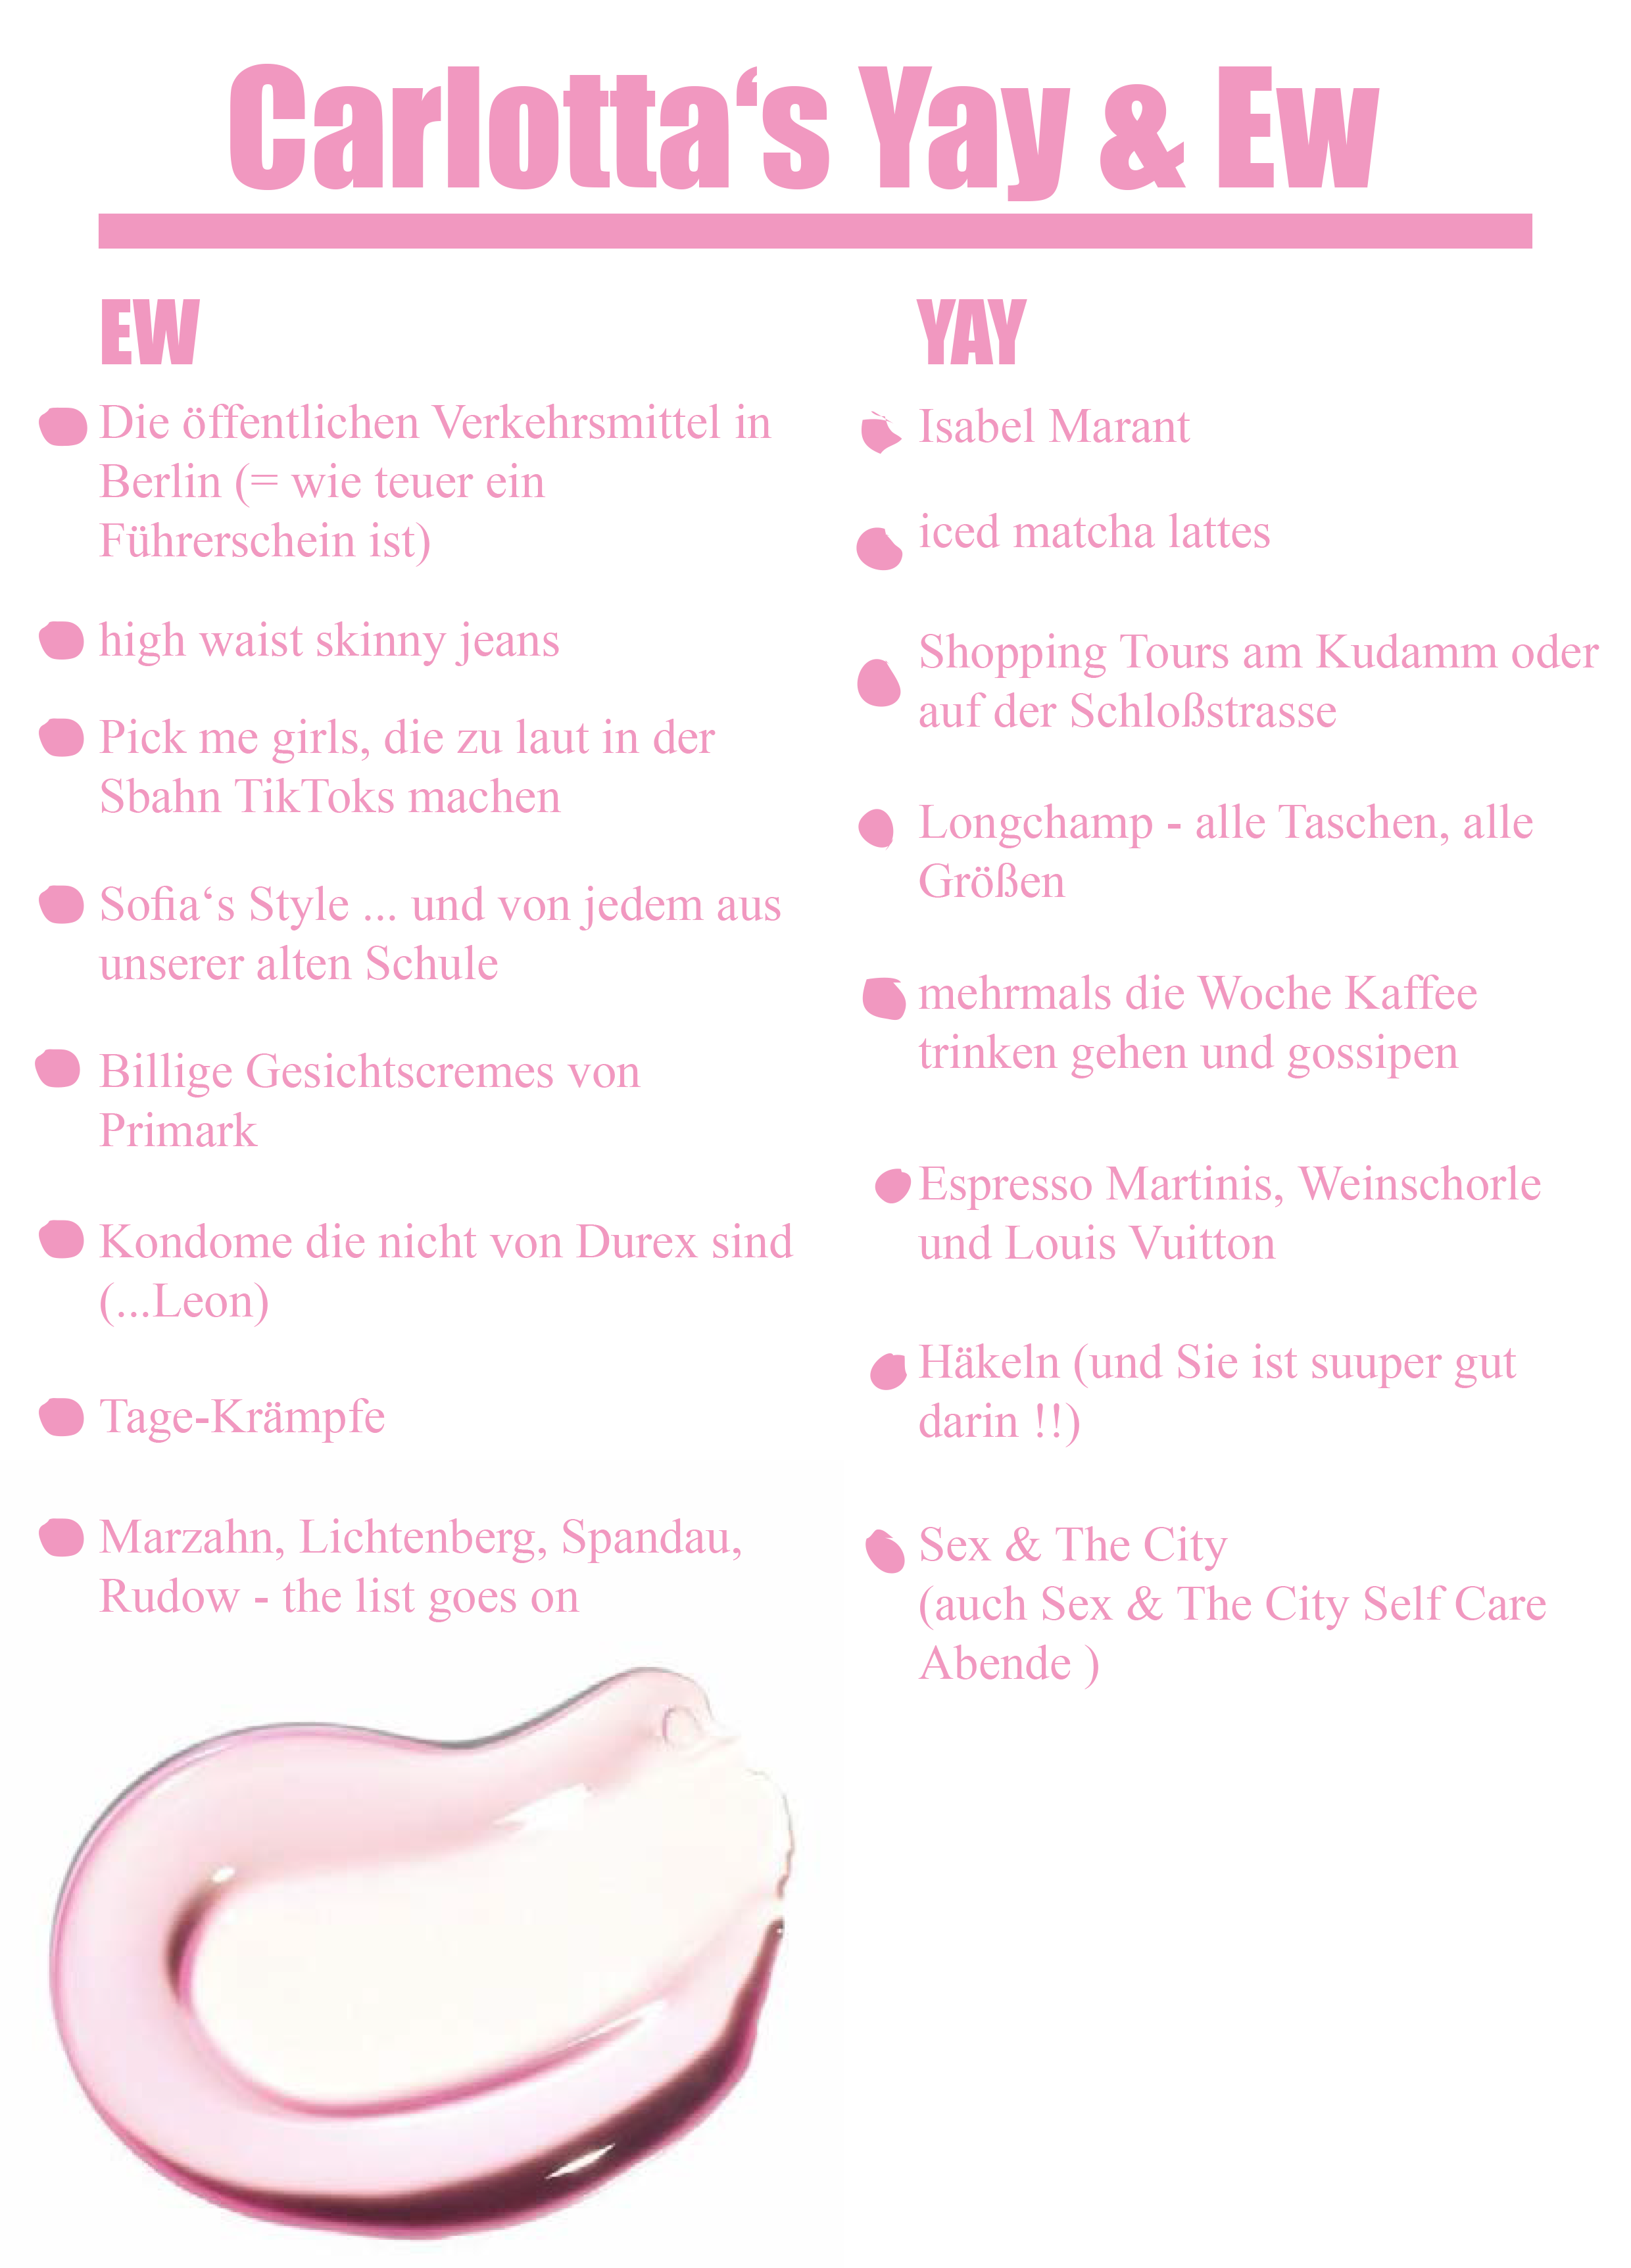 Carlotta‘s Yay & Ew
EW
Die öffentlichen Verkehrsmittel in
Berlin (= wie teuer ein
Führerschein ist)
high waist skinny jeans
Pick me girls, die zu laut in der
Sbahn TikToks machen
Sofia‘s Style ... und von jedem aus
unserer alten Schule
Billige Gesichtscremes von
Primark
Kondome die nicht von Durex sind
(...Leon)
Tage-Krämpfe
Marzahn, Lichtenberg, Spandau,
Rudow - the list goes on
YAY
Isabel Marant
iced matcha lattes
Shopping Tours am Kudamm oder
auf der Schloßstrasse
Longchamp - alle Taschen, alle
Größen
mehrmals die Woche Kaffee
trinken gehen und gossipen
Espresso Martinis, Weinschorle
und Louis Vuitton
Häkeln (und Sie ist suuper gut
darin !!)
Sex & The City
(auch Sex & The City Self Care
Abende )